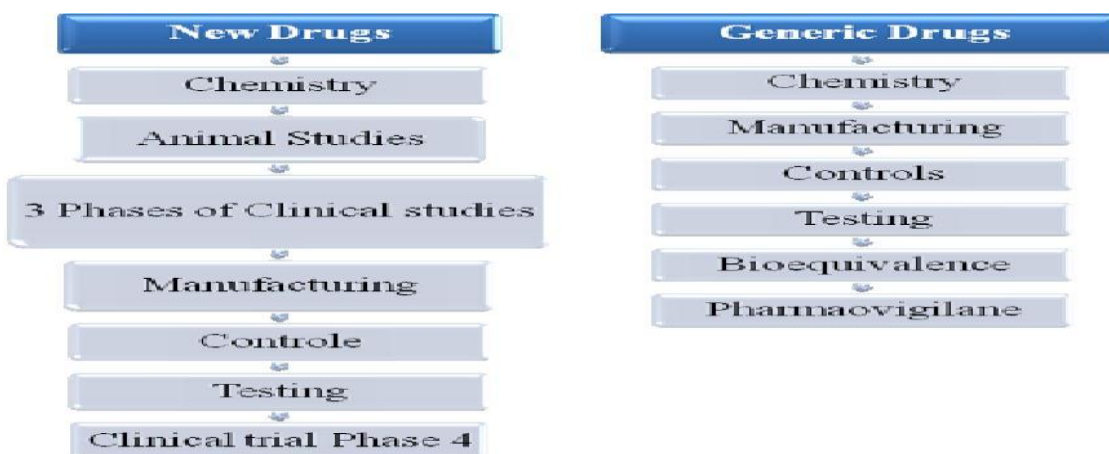 New Drugs
Chemistry
Animal Studies
3 Phases of Clinical studies
Manufacturing
Controle
Testing
Clinical trial Phase 4
Generic Drugs
Chemistry
Manufacturing
Controls
Testing
Bioequivalence
Pharmaovigilane